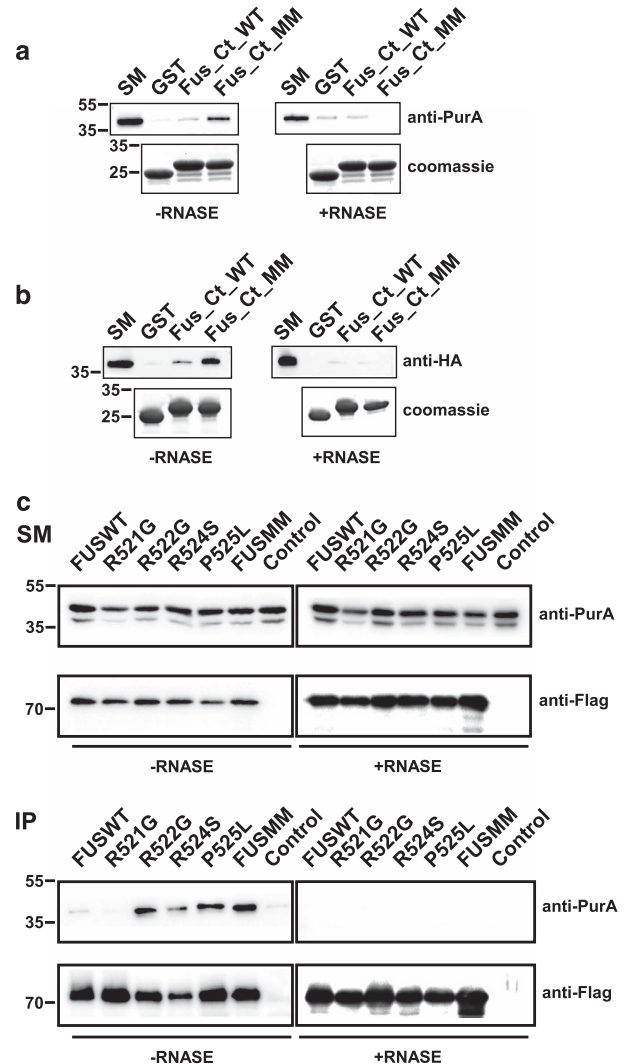 a
SM GST Fus_Ct_WT Fus_Ct_MM SM GST Fus_Ct_WT Fus_Ct_MM
55
35
anti-PurA
35
25
coomassie
-RNASE +RNASE
b
SM GST Fus_Ct_WT Fus_Ct_MM SM GST Fus_Ct_WT Fus_Ct_MM
35
anti-HA
35
25
coomassie
-RNASE +RNASE
c
SM
FUSWT R521G R522G R524S P525L FUSMM Control FUSWT R521G R522G R524S P525L FUSMM Control
55
35
anti-PurA
70
anti-Flag
-RNASE +RNASE
IP
FUSWT R521G R522G R524S P525L FUSMM Control FUSWT R521G R522G R524S P525L FUSMM Control
55
35
anti-PurA
70
anti-Flag
-RNASE +RNASE